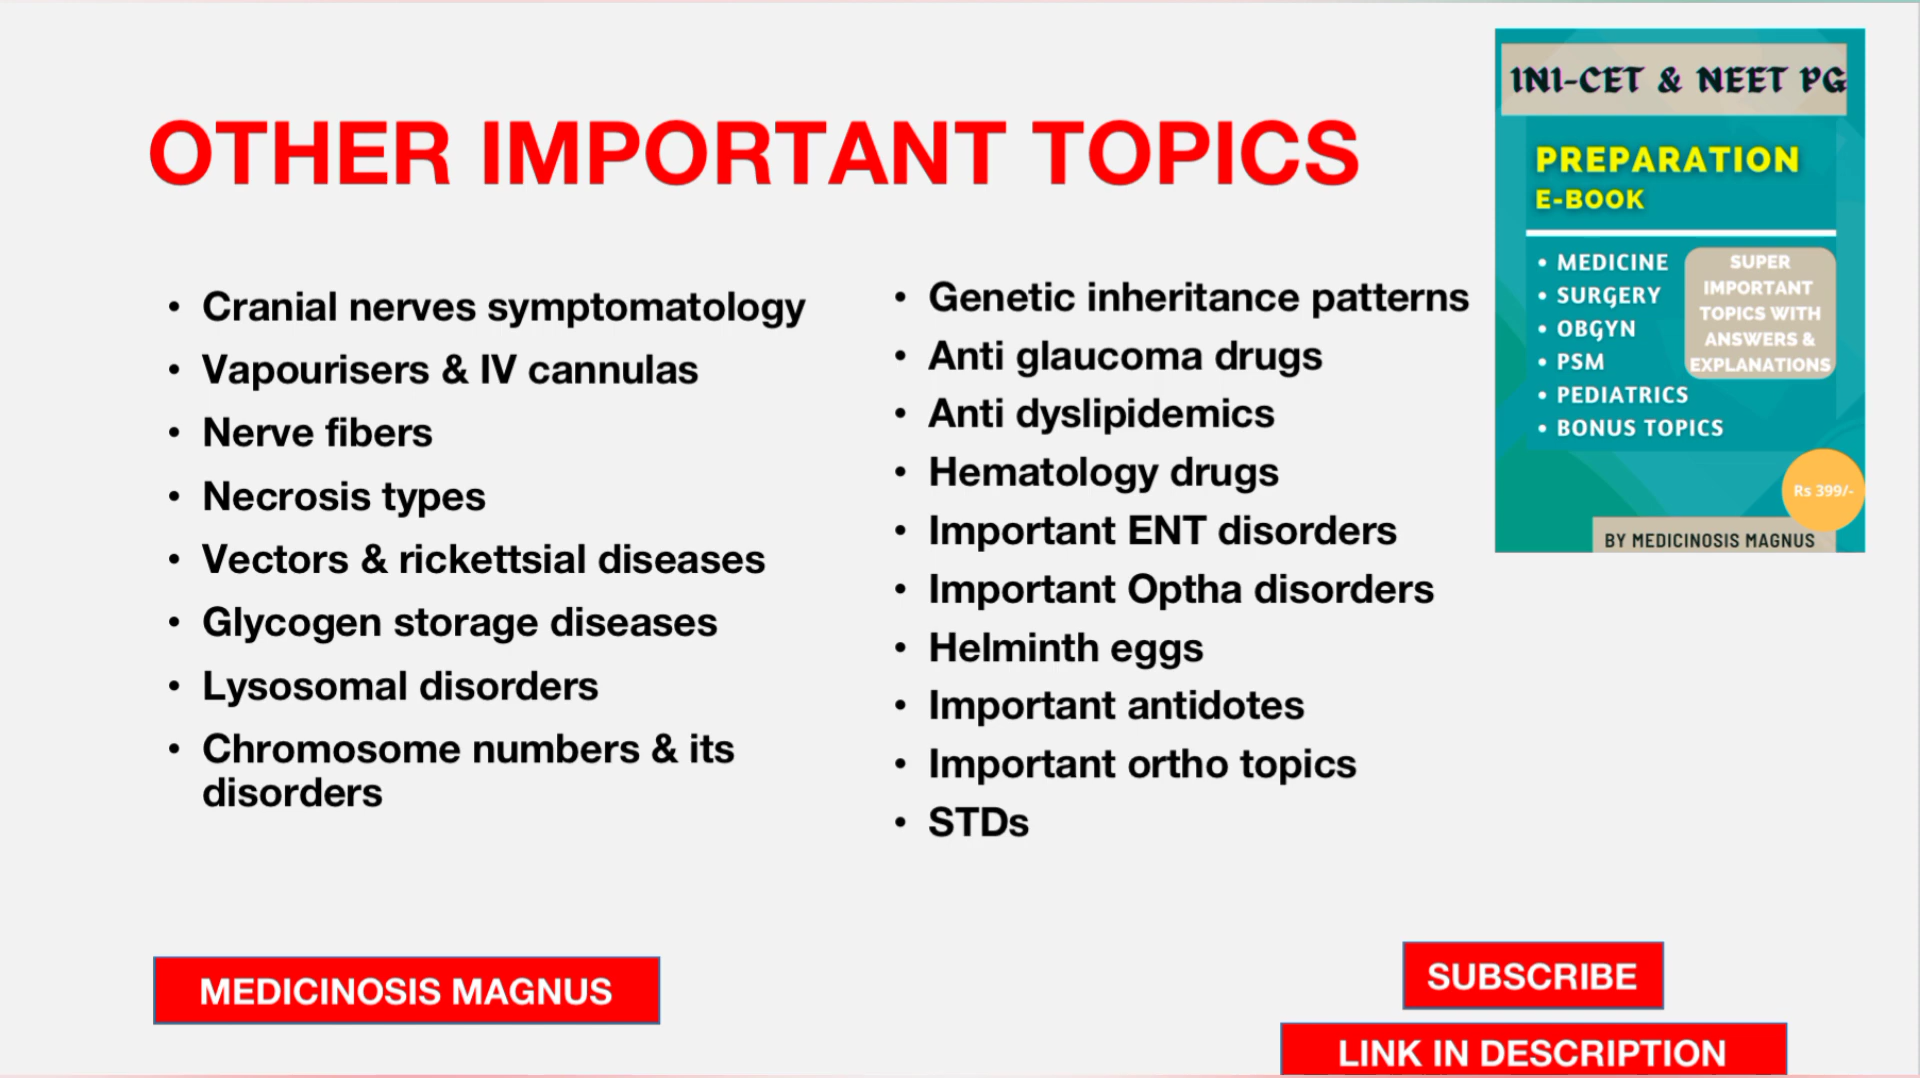 OTHER IMPORTANT TOPICS
• Cranial nerves symptomatology
• Vapourisers & IV cannulas
• Nerve fibers
• Necrosis types
• Vectors & rickettsial diseases
• Glycogen storage diseases
• Lysosomal disorders
• Chromosome numbers & its
disorders
• Genetic inheritance patterns
• Anti glaucoma drugs
• Anti dyslipidemics
• Hematology drugs
• Important ENT disorders
• Important Optha disorders
• Helminth eggs
• Important antidotes
• Important ortho topics
• STDs
INI-CET & NEET PG
PREPARATION
E-BOOK
• MEDICINE
• SURGERY
• OBGYN
• PSM
• PEDIATRICS
• BONUS TOPICS
SUPER
IMPORTANT
TOPICS WITH
ANSWERS &
EXPLANATIONS
Rs 399/-
BY MEDICINOSIS MAGNUS
MEDICINOSIS MAGNUS
SUBSCRIBE
LINK IN DESCRIPTION